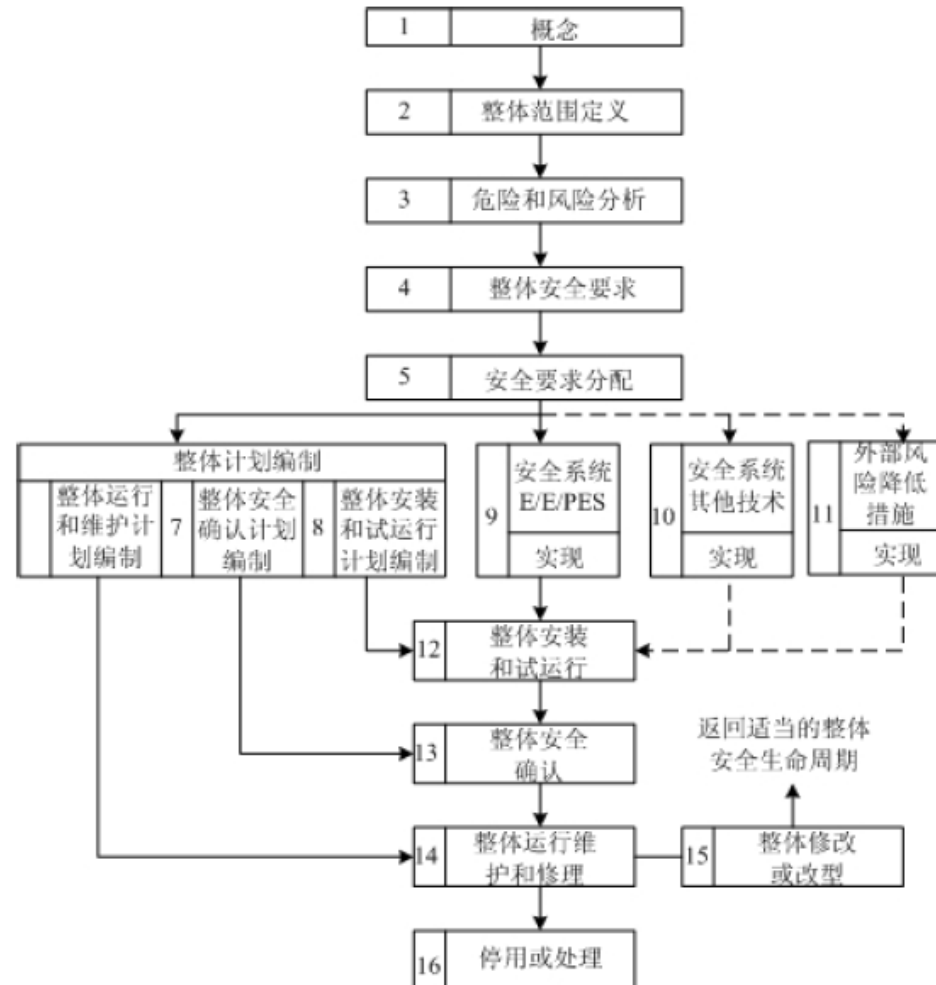 1 概念
2 整体范围定义
3 危险和风险分析
4 整体安全要求
5 安全要求分配
整体计划编制
整体运行
和维护计
划编制
7
整体安全
确认计划
编制
8
整体安装
和试运行
计划编制
9
安全系统
E/E/PES
实现
10
安全系统
其他技术
实现
11
外部风
险降低
措施
实现
12
整体安装
和试运行
13
整体安全
确认
返回适当的整体
安全生命周期
14
整体运行维
护和修理
15
整体修改
或改型
16
停用或处理